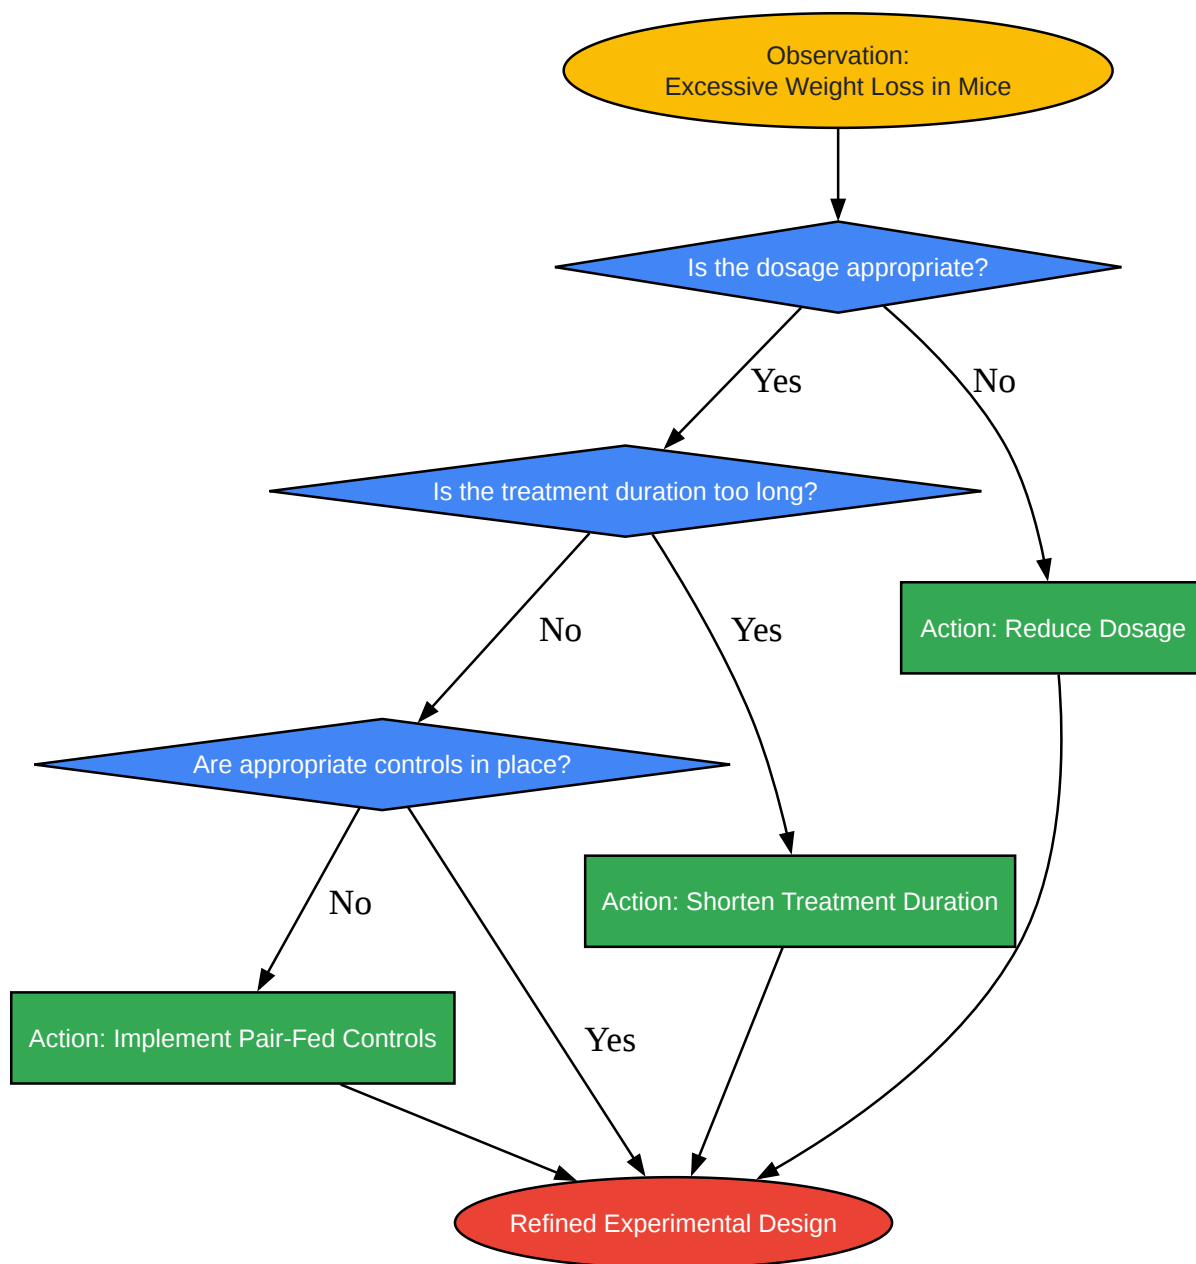 Observation:
Excessive Weight Loss in Mice
Is the dosage appropriate?
Yes
No
Is the treatment duration too long?
No
Yes
Action: Reduce Dosage
Are appropriate controls in place?
No
Action: Shorten Treatment Duration
Action: Implement Pair-Fed Controls
Yes
Refined Experimental Design